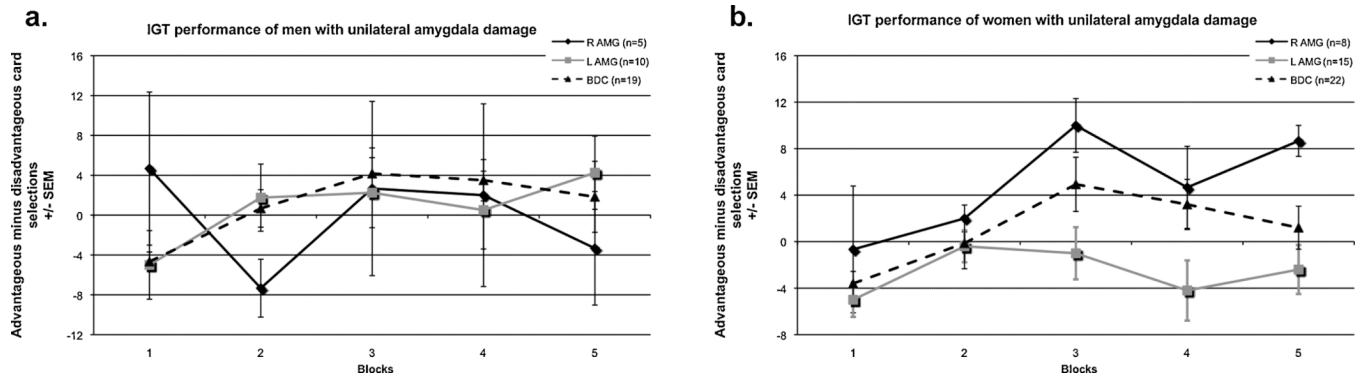 a.
IGT performance of men with unilateral amygdala damage
R AMG (n=5)
L AMG (n=10)
BDC (n=19)
Advantageous minus disadvantageous card
selections
+/- SEM
16
12
8
4
0
-4
-8
-12
1 2 3 4 5
Blocks
b.
IGT performance of women with unilateral amygdala damage
R AMG (n=8)
L AMG (n=15)
BDC (n=22)
Advantageous minus disadvantageous card
selections
+/- SEM
16
12
8
4
0
-4
-8
1 2 3 4 5
Blocks